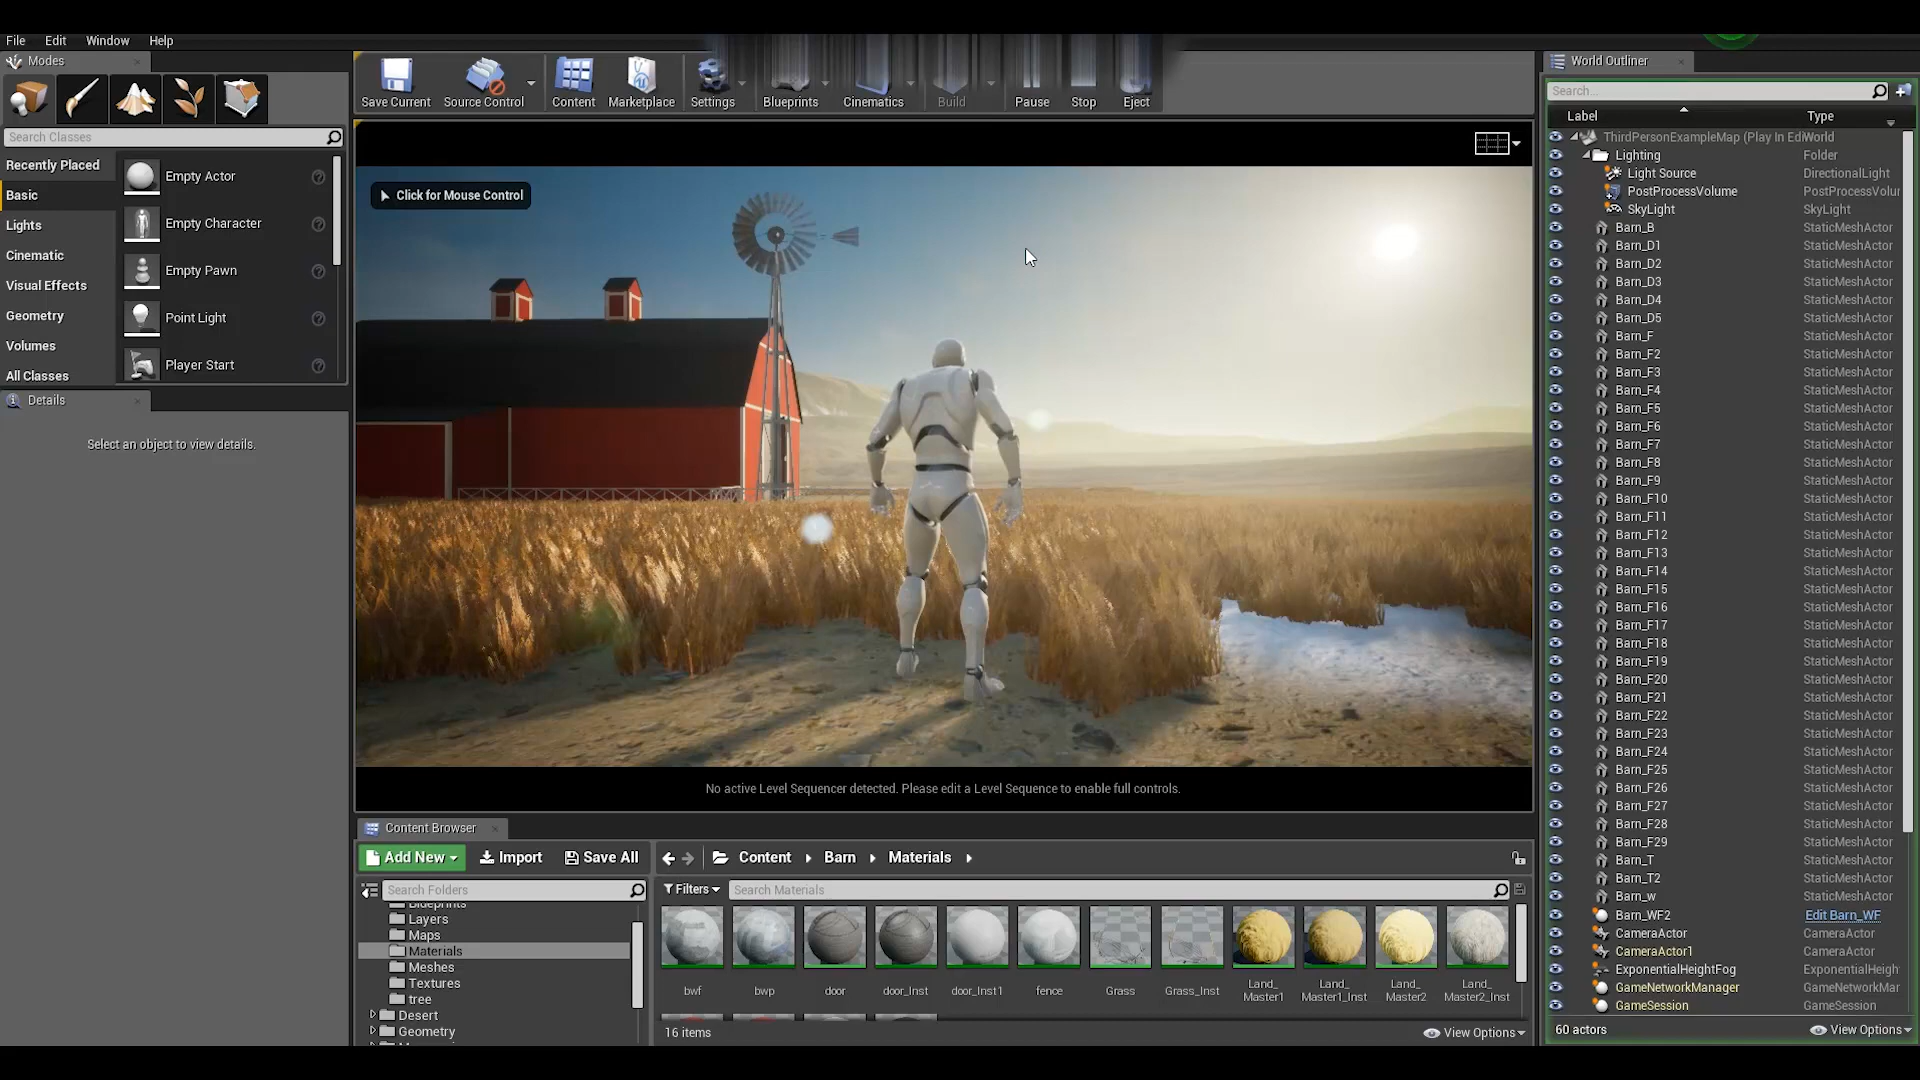 File Edit Window Help
Modes
Save Current Source Control Content Marketplace Settings Blueprints Cinematics Build Pause Stop Eject
Search Classes
Recently Placed
Basic
Lights
Cinematic
Visual Effects
Geometry
Volumes
All Classes
Empty Actor
Empty Character
Empty Pawn
Point Light
Player Start
Details
Select an object to view details.
Click for Mouse Control
No active Level Sequencer detected. Please edit a Level Sequence to enable full controls.
Content Browser
Add New Import Save All Content Barn Materials
Search Folders
Filters Search Materials
Blueprints
Layers
Maps
Materials
Meshes
Textures
tree
Desert
Geometry
bwf bwp door door_Inst door_Inst1 fence Grass Grass_Inst Land_ Land_ Land_ Land_
Master1 Master1_Inst Master2 Master2_Inst
16 items View Options
World Outliner
Search...
Label Type
ThirdPersonExampleMap (Play In Edi World
Lighting Folder
Light Source DirectionalLight
PostProcessVolume PostProcessVolu
SkyLight SkyLight
Barn_B StaticMeshActor
Barn_D1 StaticMeshActor
Barn_D2 StaticMeshActor
Barn_D3 StaticMeshActor
Barn_D4 StaticMeshActor
Barn_D5 StaticMeshActor
Barn_F StaticMeshActor
Barn_F2 StaticMeshActor
Barn_F3 StaticMeshActor
Barn_F4 StaticMeshActor
Barn_F5 StaticMeshActor
Barn_F6 StaticMeshActor
Barn_F7 StaticMeshActor
Barn_F8 StaticMeshActor
Barn_F9 StaticMeshActor
Barn_F10 StaticMeshActor
Barn_F11 StaticMeshActor
Barn_F12 StaticMeshActor
Barn_F13 StaticMeshActor
Barn_F14 StaticMeshActor
Barn_F15 StaticMeshActor
Barn_F16 StaticMeshActor
Barn_F17 StaticMeshActor
Barn_F18 StaticMeshActor
Barn_F19 StaticMeshActor
Barn_F20 StaticMeshActor
Barn_F21 StaticMeshActor
Barn_F22 StaticMeshActor
Barn_F23 StaticMeshActor
Barn_F24 StaticMeshActor
Barn_F25 StaticMeshActor
Barn_F26 StaticMeshActor
Barn_F27 StaticMeshActor
Barn_F28 StaticMeshActor
Barn_F29 StaticMeshActor
Barn_T StaticMeshActor
Barn_T2 StaticMeshActor
Barn_w StaticMeshActor
Barn_WF2 Edit Barn_WF
CameraActor CameraActor
CameraActor1 CameraActor
ExponentialHeightFog ExponentialHeigh
GameNetworkManager GameNetworkMar
GameSession GameSession
60 actors View Options